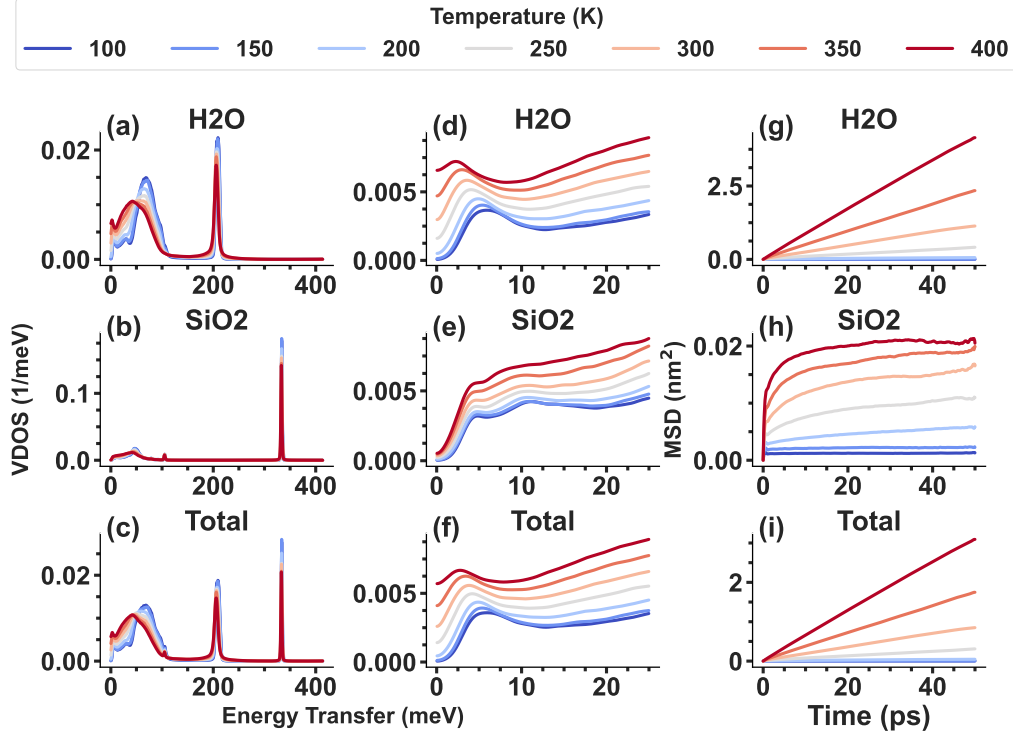 Temperature (K)
100 150 200 250 300 350 400
(a) H2O (d) H2O (g) H2O
0.02
0.00
0.005
0.000
2.5
0.0
0 200 400 0 10 20 0 20 40
(b) SiO2 (e) SiO2 (h) SiO2
0.1
0.0
0.005
0.000
0.02
0.00
VDOS (1/meV)
MSD (nm²)
0 200 400 0 10 20 0 20 40
(c) Total (f) Total (i) Total
0.02
0.00
0.005
0.000
2
0
0 200 400 0 10 20 0 20 40
Energy Transfer (meV) Time (ps)